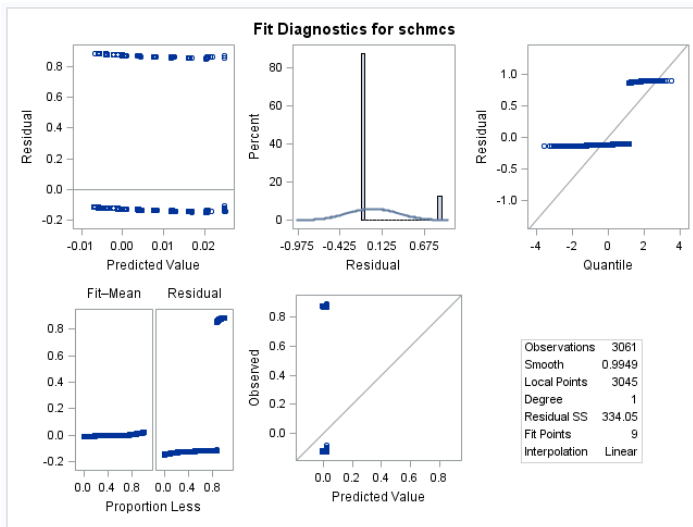 Fit Diagnostics for schmcs
0.8
0.6
0.4
0.2
0.0
-0.2
Residual
-0.01 0.00 0.01 0.02
Predicted Value
80
60
40
20
0
Percent
-0.975 -0.425 0.125 0.675
Residual
1.0
0.5
0.0
-0.5
-1.0
Residual
-4 -2 0 2 4
Quantile
Fit–Mean Residual
0.8
0.6
0.4
0.2
0.0
-0.2
0.0 0.4 0.8 0.0 0.4 0.8
Proportion Less
0.8
0.6
0.4
0.2
0.0
Observed
0.0 0.2 0.4 0.6 0.8
Predicted Value
Observations 3061
Smooth 0.9949
Local Points 3045
Degree 1
Residual SS 334.05
Fit Points 9
Interpolation Linear